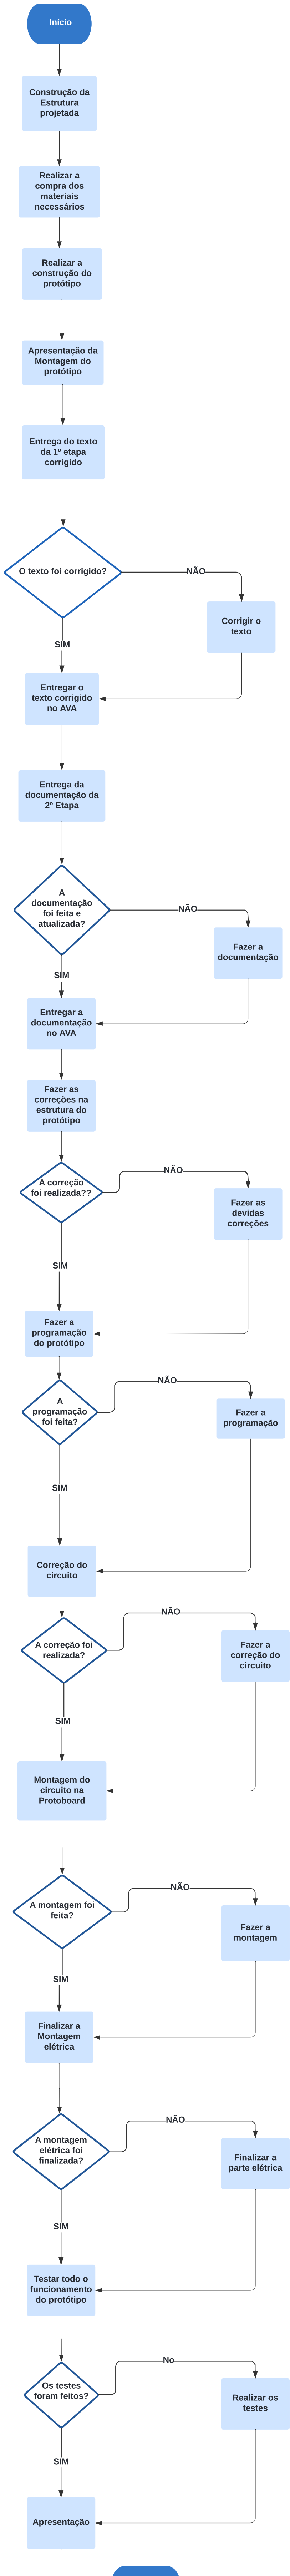 Início
Construção da
Estrutura
projetada
Realizar a
compra dos
materiais
necessários
Realizar a
construção do
protótipo
Apresentação da
Montagem do
protótipo
Entrega do texto
da 1º etapa
corrigido
O texto foi corrigido?
NÃO
Corrigir o
texto
SIM
Entregar o
texto corrigido
no AVA
Entrega da
documentação da
2º Etapa
A
documentação
foi feita e
atualizada?
NÃO
Fazer a
documentação
SIM
Entregar a
documentação
no AVA
Fazer as
correções na
estrutura do
protótipo
A correção
foi realizada??
NÃO
Fazer as
devidas
correções
SIM
Fazer a
programação
do protótipo
A
programação
foi feita?
NÃO
Fazer a
programação
SIM
Correção do
circuito
A correção foi
realizada?
NÃO
Fazer a
correção do
circuito
SIM
Montagem do
circuito na
Protoboard
A montagem foi
feita?
NÃO
Fazer a
montagem
SIM
Finalizar a
Montagem
elétrica
A montagem
elétrica foi
finalizada?
NÃO
Finalizar a
parte elétrica
SIM
Testar todo o
funcionamento
do protótipo
Os testes
foram feitos?
No
Realizar os
testes
SIM
Apresentação